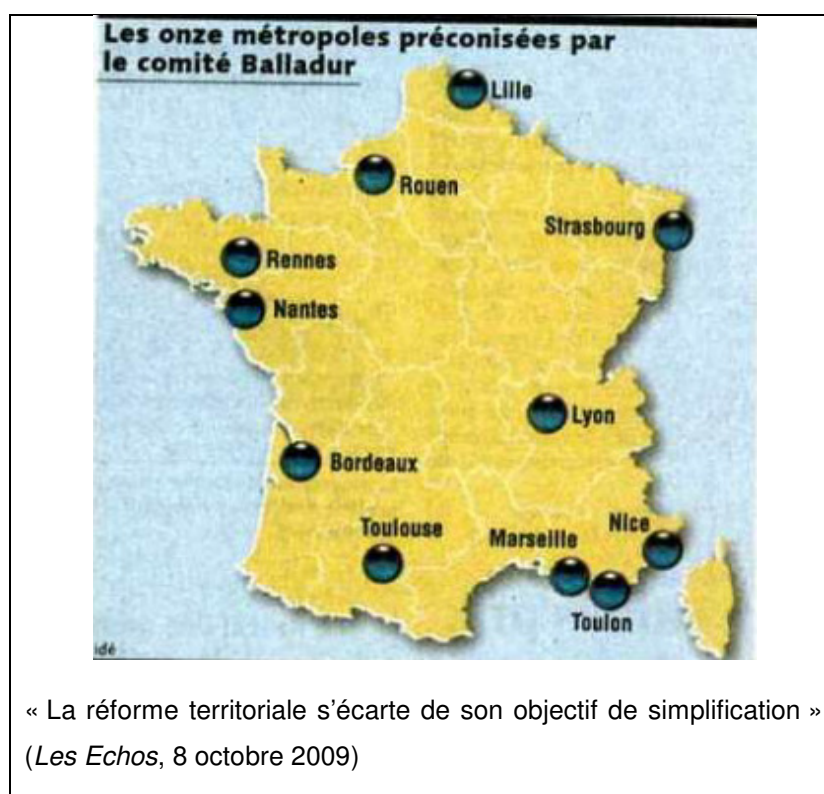 Les onze métropoles préconisées par
le comité Balladur
Lille
Rouen
Strasbourg
Rennes
Nantes
Lyon
Bordeaux
Toulouse
Marseille
Nice
Toulon
idé
« La réforme territoriale s’écarte de son objectif de simplification »
(Les Echos, 8 octobre 2009)